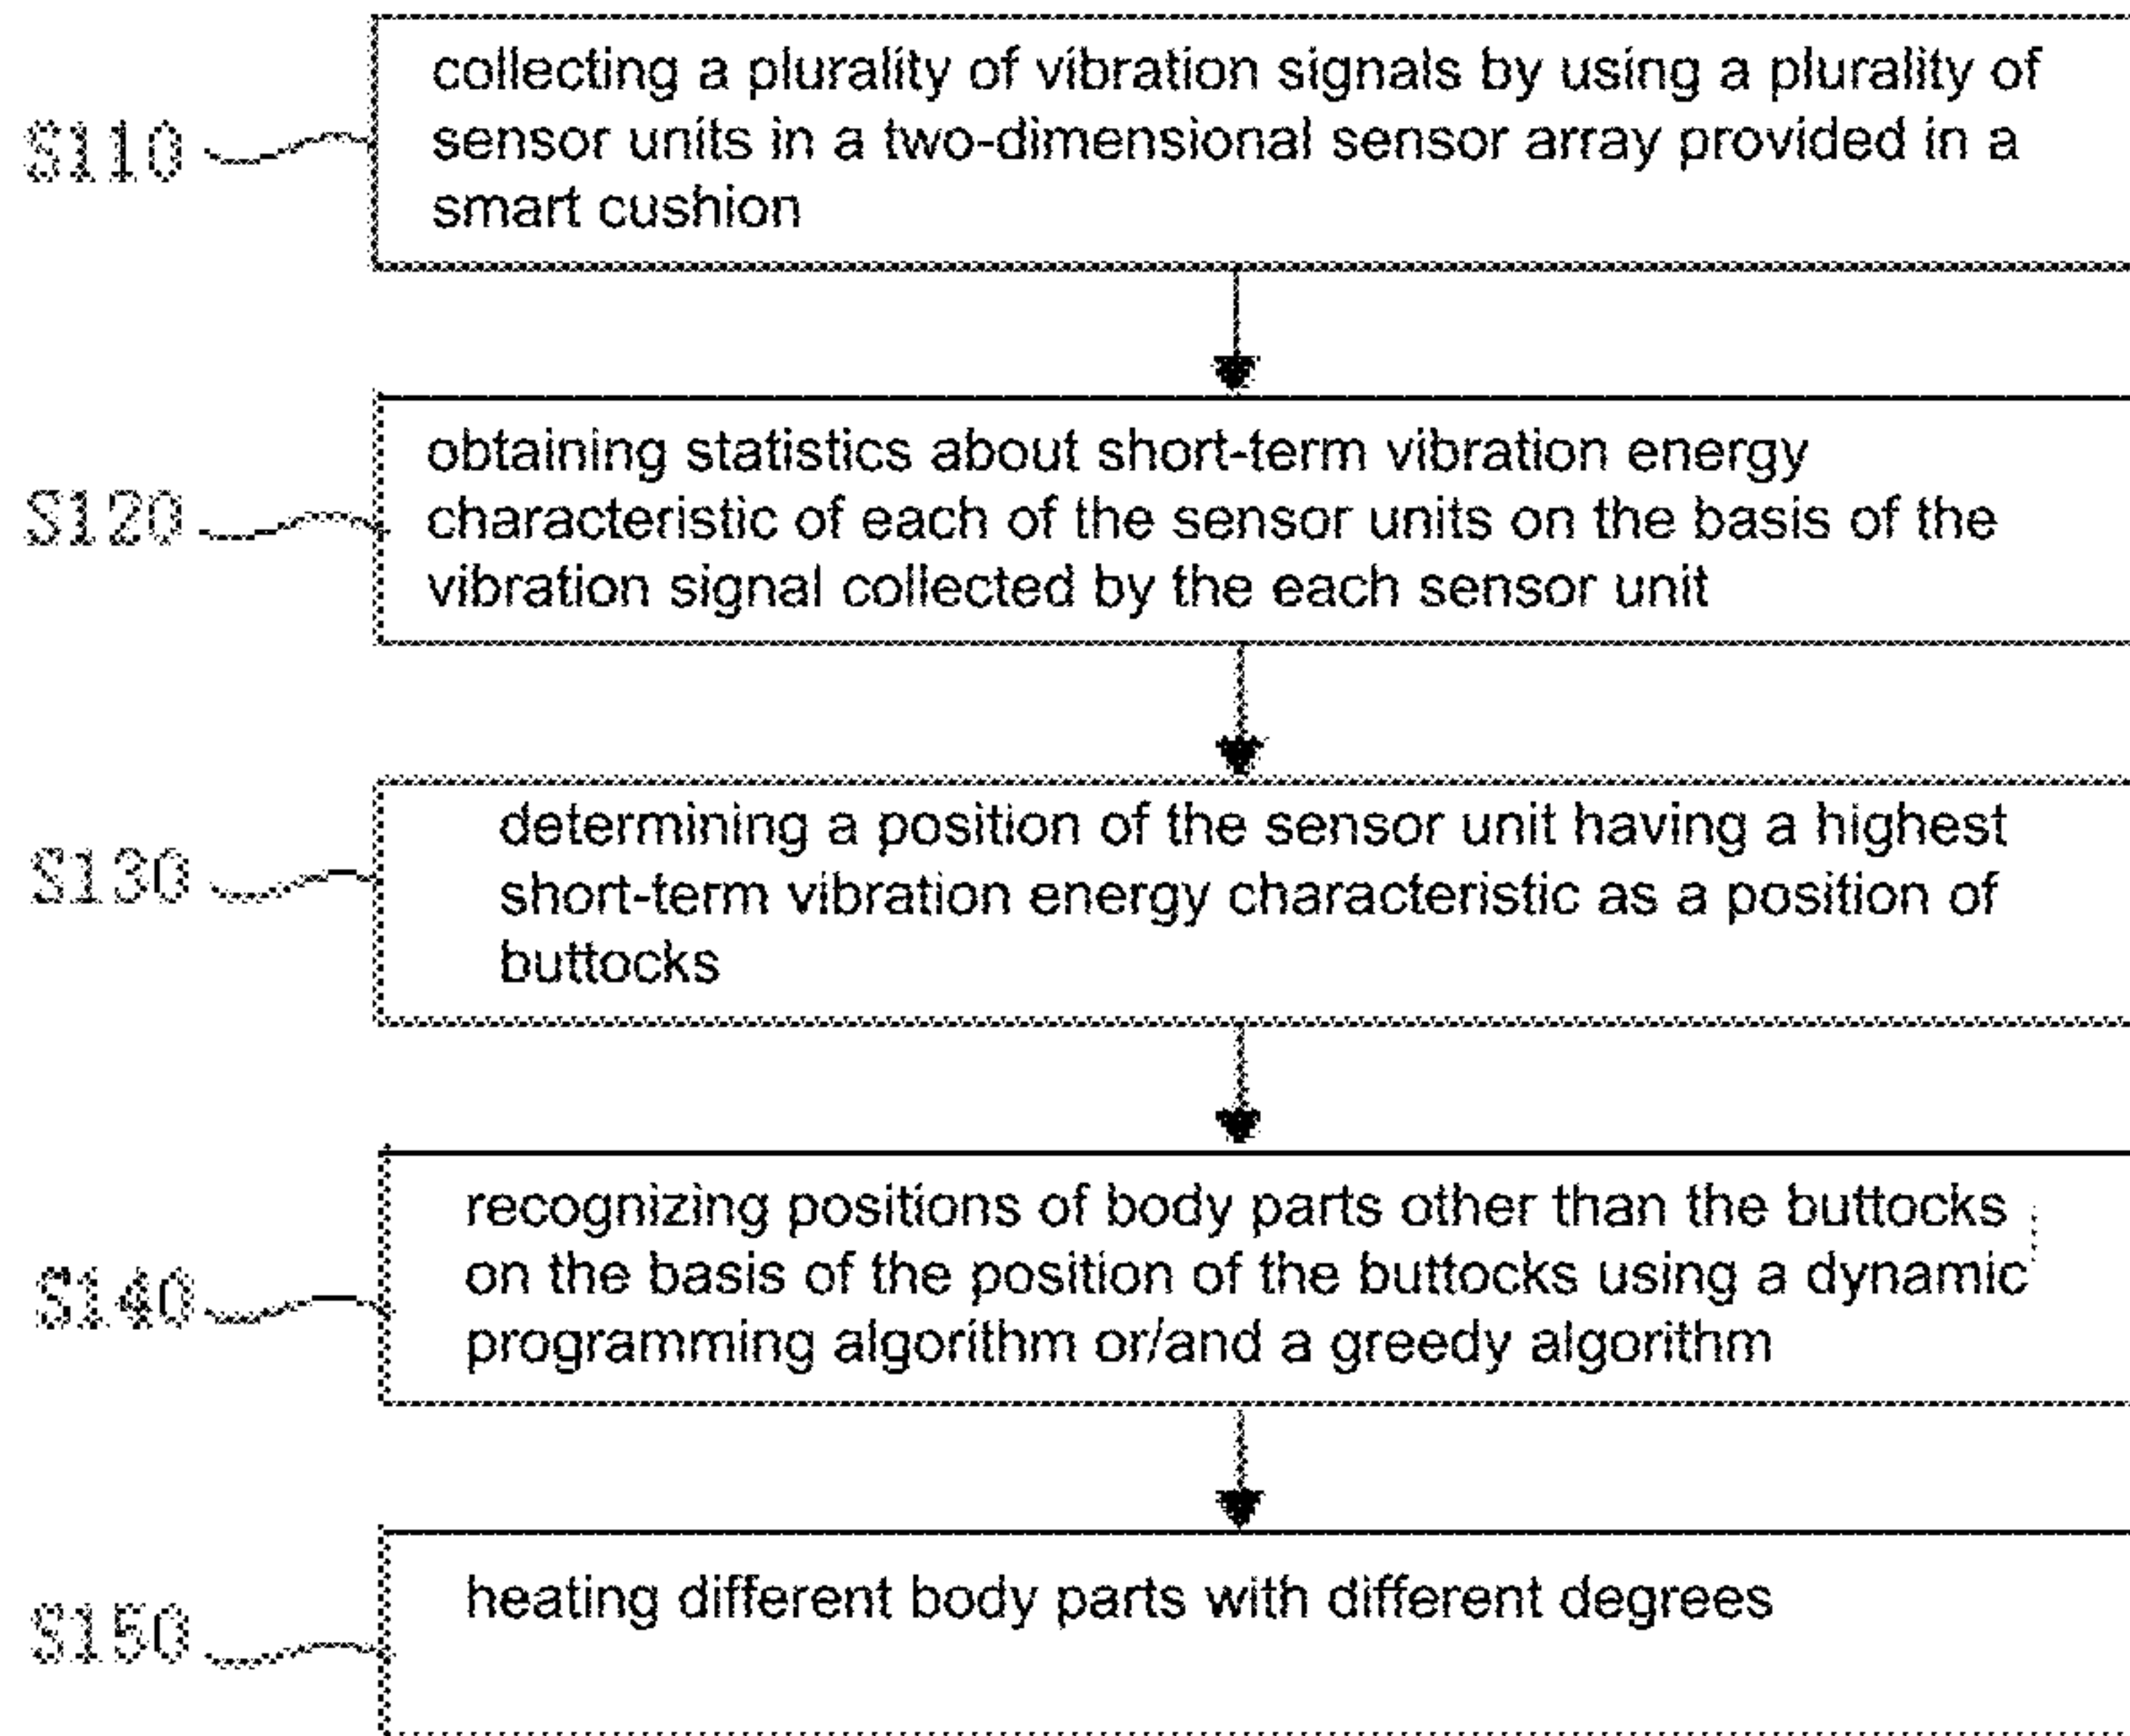 collecting a plurality of vibration signals by using a plurality of
S110
sensor units in a two-dimensional sensor array provided in a
smart cushion
obtaining statistics about short-term vibration energy
S120
characteristic of each of the sensor units on the basis of the
vibration signal collected by the each sensor unit
determining a position of the sensor unit having a highest
S130
short-term vibration energy characteristic as a position of
buttocks
recognizing positions of body parts other than the buttocks
on the basis of the position of the buttocks using a dynamic
S140
programming algorithm or/and a greedy algorithm
heating different body parts with different degrees
S150